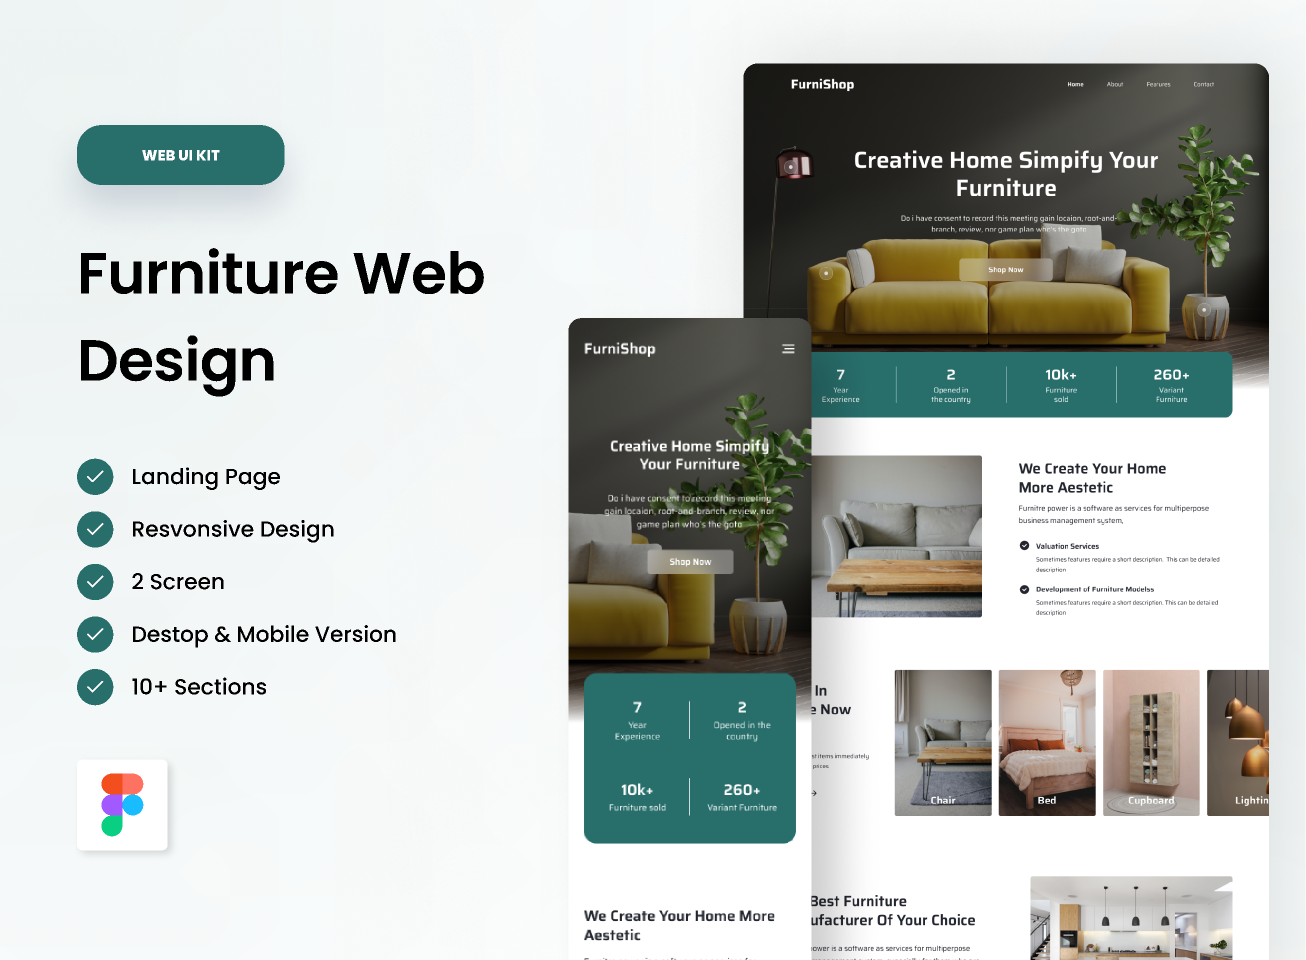 WEB UI KIT
Furniture Web
Design
Landing Page
Resvonsive Design
2 Screen
Destop & Mobile Version
10+ Sections
FurniShop
Home About Fearures Contact
Creative Home Simpify Your
Furniture
Do i have consent to record this meeting gain locaion, root-and-
branch, review, nor game plan who's the goto
Shop Now
7
Year
Experience
2
Opened in
the country
10k+
Furniture
sold
260+
Variant
Furniture
We Create Your Home
More Aestetic
Furnitre power is a software as services for multiperpose
business management system,
Valuation Services
Sometimes features require a short description. This can be detailed
description
Development of Furniture Modelss
Sometimes features require a short description. This can be detailed
description
In
e Now
st items immediately
prices.
Chair
Bed
Cupboard
Lightin
Best Furniture
ufacturer Of Your Choice
ower is a software as services for multiperpose
FurniShop
Creative Home Simpify
Your Furniture
Do i have consent to record this meeting
gain locaion, root-and-branch, review, nor
game plan who's the goto
Shop Now
7
Year
Experience
2
Opened in the
country
10k+
Furniture sold
260+
Variant Furniture
We Create Your Home More
Aestetic